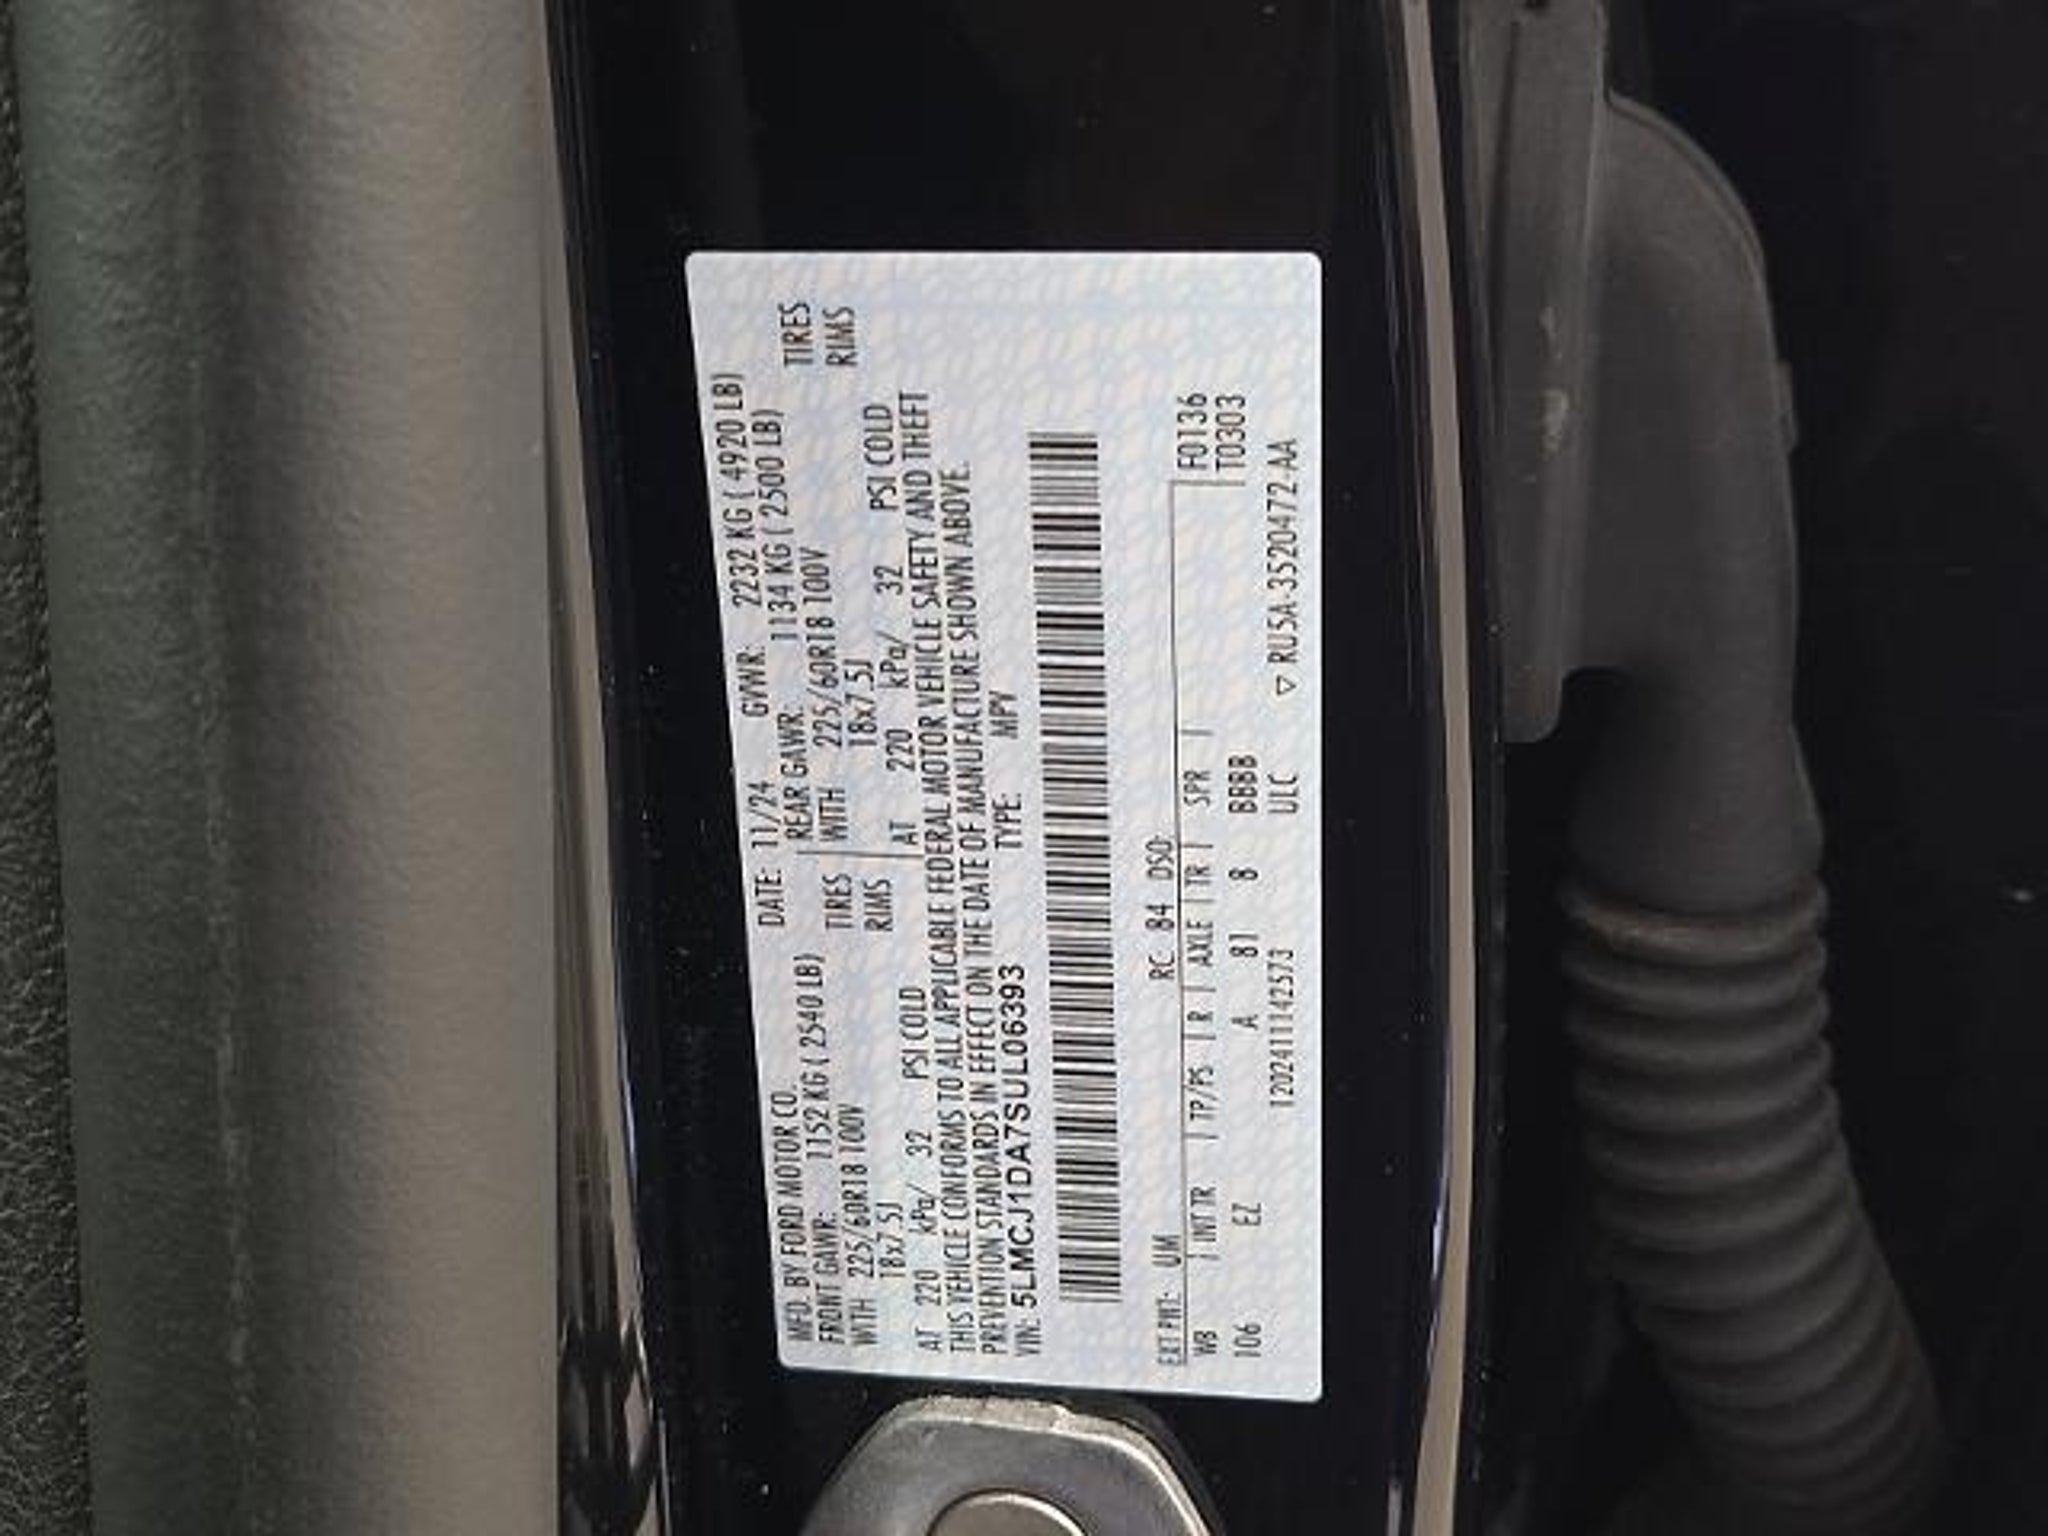 MFD. BY FORD MOTOR CO. DATE: 11/24 GVWR: 2232 KG ( 4920 LB)
FRONT GAWR: 1152 KG ( 2540 LB) REAR GAWR: 1134 KG ( 2500 LB)
WITH 225/60R18 100V TIRES WITH 225/60R18 100V TIRES
18x7.5J RIMS 18x7.5J RIMS
AT 220 kPa/ 32 PSI COLD AT 220 kPa/ 32 PSI COLD
THIS VEHICLE CONFORMS TO ALL APPLICABLE FEDERAL MOTOR VEHICLE SAFETY AND THEFT
PREVENTION STANDARDS IN EFFECT ON THE DATE OF MANUFACTURE SHOWN ABOVE.
VIN: 5LMCJ1DA7SUL06393 TYPE: MPV
EXT PNT: UM RC: 84 DSO: F0136
WB | INT TR | TP/PS | R | AXLE | TR | SPR | T0303
106 EZ A 81 8 BBBB
1202411142573 ULC ▽ RU5A-3520472-AA